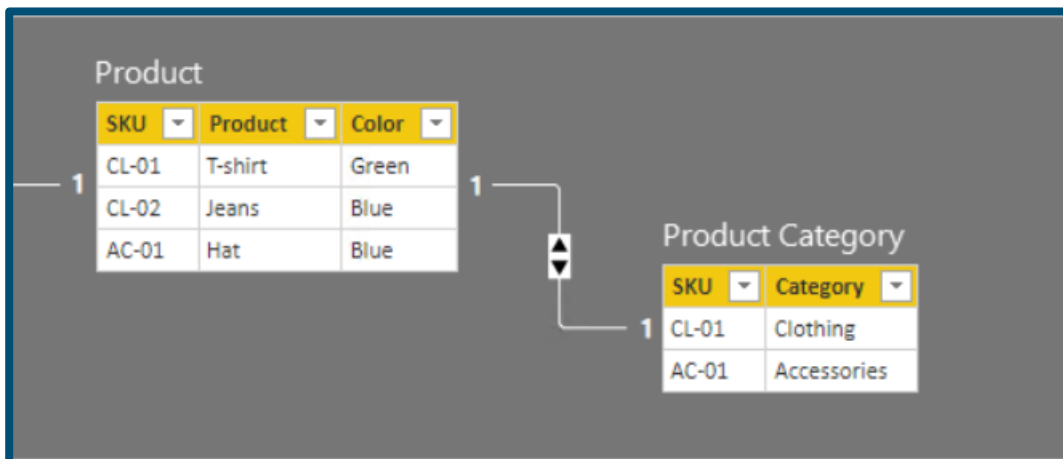 Product
SKU Product Color
CL-01 T-shirt Green
1 CL-02 Jeans Blue 1
AC-01 Hat Blue
Product Category
SKU Category
1 CL-01 Clothing
AC-01 Accessories